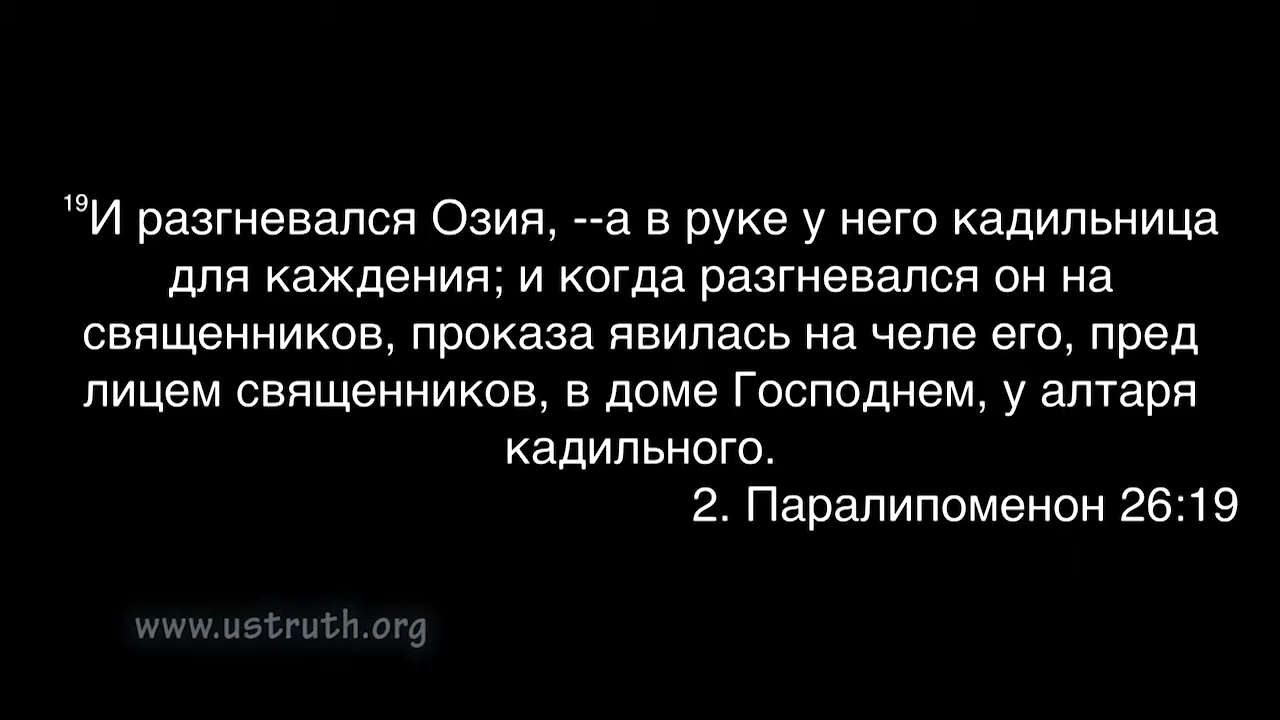 ¹⁹И разгневался Озия, --а в руке у него кадильница
для каждения; и когда разгневался он на
священников, проказа явилась на челе его, пред
лицем священников, в доме Господнем, у алтаря
кадильного.
2. Паралипоменон 26:19
www.ustruth.org